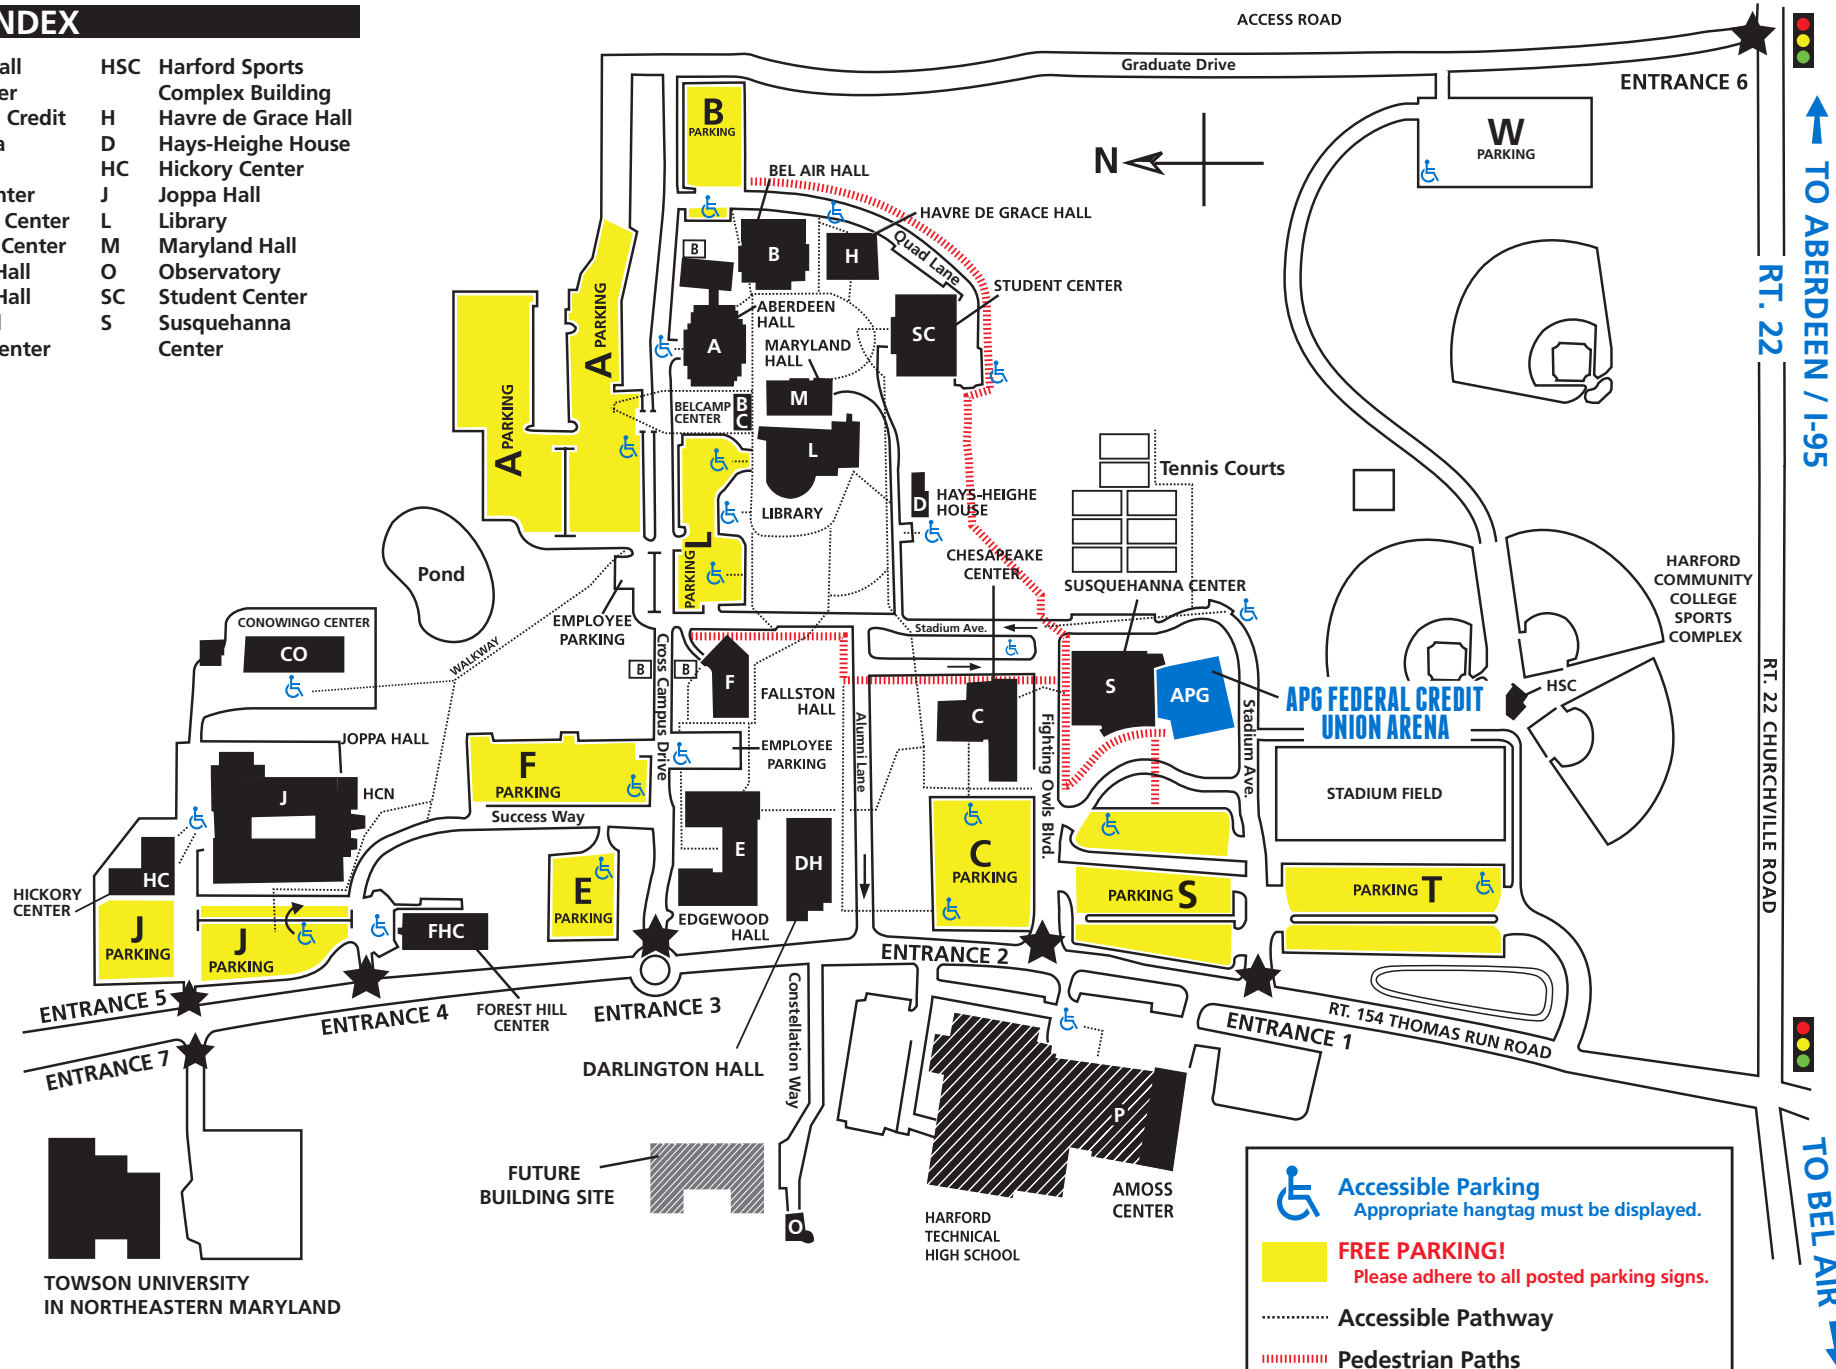 NDEX
all
er
Credit
a
nter
Center
Center
Hall
Hall
l
enter
HSC Harford Sports
Complex Building
H Havre de Grace Hall
D Hays-Heighe House
HC Hickory Center
J Joppa Hall
L Library
M Maryland Hall
O Observatory
SC Student Center
S Susquehanna
Center
ACCESS ROAD
Graduate Drive
ENTRANCE 6
TO ABERDEEN / I-95
RT. 22
W
PARKING
N
B
PARKING
BEL AIR HALL
HAVRE DE GRACE HALL
Quad Lane
B
B
H
STUDENT CENTER
SC
ABERDEEN
HALL
A
MARYLAND
HALL
M
A PARKING
A PARKING
BELCAMP
CENTER
B
C
L
LIBRARY
L
PARKING
D
HAYS-HEIGHE
HOUSE
Tennis Courts
CHESAPEAKE
CENTER
SUSQUEHANNA CENTER
HARFORD
COMMUNITY
COLLEGE
SPORTS
COMPLEX
Pond
EMPLOYEE
PARKING
CONOWINGO CENTER
CO
WALKWAY
Stadium Ave.
Cross Campus Drive
B
B
F
FALLSTON
HALL
Alumni Lane
C
Fighting Owls Blvd.
S
APG
Stadium Ave.
APG FEDERAL CREDIT
UNION ARENA
HSC
RT. 22 CHURCHVILLE ROAD
JOPPA HALL
J
HCN
F
PARKING
EMPLOYEE
PARKING
Success Way
STADIUM FIELD
E
DH
C
PARKING
HC
HICKORY
CENTER
E
PARKING
PARKING S
PARKING T
J
PARKING
J
PARKING
FHC
EDGEWOOD
HALL
ENTRANCE 2
ENTRANCE 5
ENTRANCE 4
FOREST HILL
CENTER
ENTRANCE 3
ENTRANCE 1
RT. 154 THOMAS RUN ROAD
ENTRANCE 7
DARLINGTON HALL
Constellation Way
P
FUTURE
BUILDING SITE
O
HARFORD
TECHNICAL
HIGH SCHOOL
AMOSS
CENTER
TO BEL AIR
TOWSON UNIVERSITY
IN NORTHEASTERN MARYLAND
Accessible Parking
Appropriate hangtag must be displayed.
FREE PARKING!
Please adhere to all posted parking signs.
Accessible Pathway
Pedestrian Paths